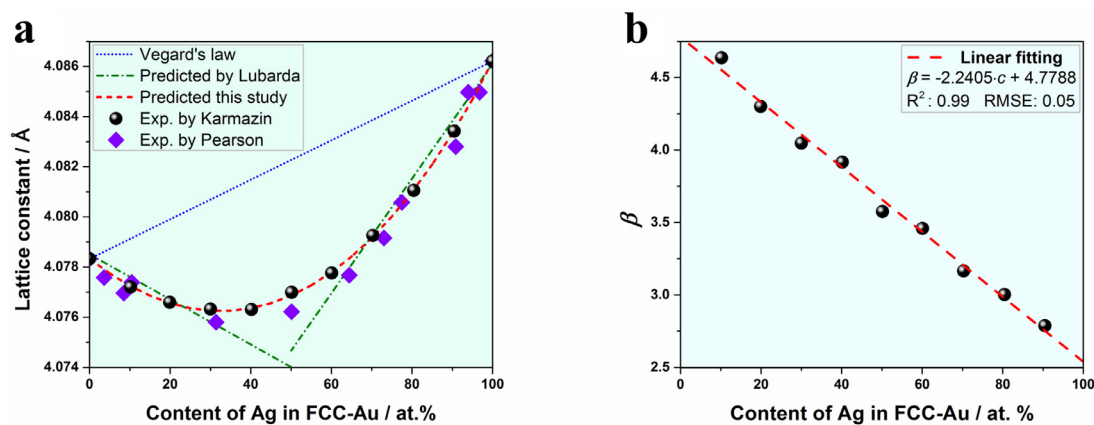 a
4.086
4.084
4.082
4.080
4.078
4.076
4.074
Lattice constant / Å
Vegard's law
Predicted by Lubarda
Predicted this study
Exp. by Karmazin
Exp. by Pearson
0 20 40 60 80 100
Content of Ag in FCC-Au / at.%
b
4.5
4.0
3.5
3.0
2.5
β
Linear fitting
β = -2.2405·c + 4.7788
R²: 0.99 RMSE: 0.05
0 20 40 60 80 100
Content of Ag in FCC-Au / at. %